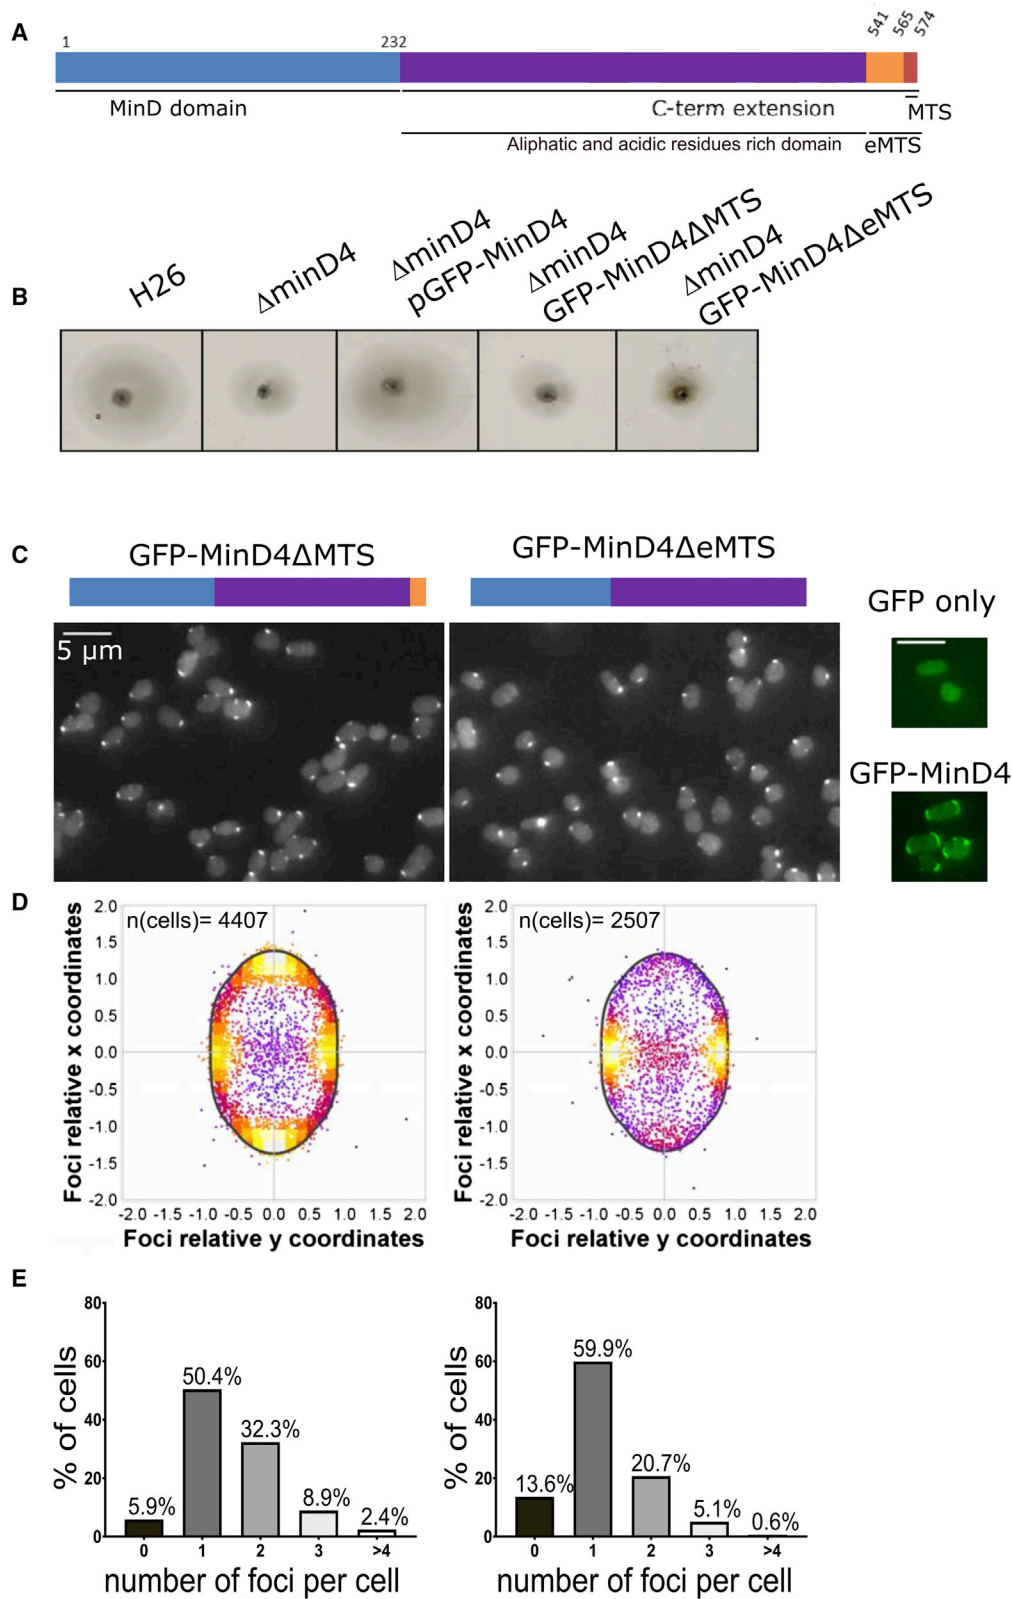 A
1
232
541
565
574
MinD domain
C-term extension
MTS
Aliphatic and acidic residues rich domain
eMTS
B
H26
ΔminD4
ΔminD4
pGFP-MinD4
ΔminD4
GFP-MinD4ΔMTS
ΔminD4
GFP-MinD4ΔeMTS
C
GFP-MinD4ΔMTS
GFP-MinD4ΔeMTS
GFP only
5 µm
GFP-MinD4
D
Foci relative x coordinates
2.0
1.5
1.0
0.5
0.0
-0.5
-1.0
-1.5
-2.0
n(cells)= 4407
-2.0 -1.5 -1.0 -0.5 0.0 0.5 1.0 1.5 2.0
Foci relative y coordinates
Foci relative x coordinates
2.0
1.5
1.0
0.5
0.0
-0.5
-1.0
-1.5
-2.0
n(cells)= 2507
-2.0 -1.5 -1.0 -0.5 0.0 0.5 1.0 1.5 2.0
Foci relative y coordinates
E
% of cells
80
60
40
20
0
5.9%
50.4%
32.3%
8.9%
2.4%
0 1 2 3 >4
number of foci per cell
% of cells
80
60
40
20
0
13.6%
59.9%
20.7%
5.1%
0.6%
0 1 2 3 >4
number of foci per cell